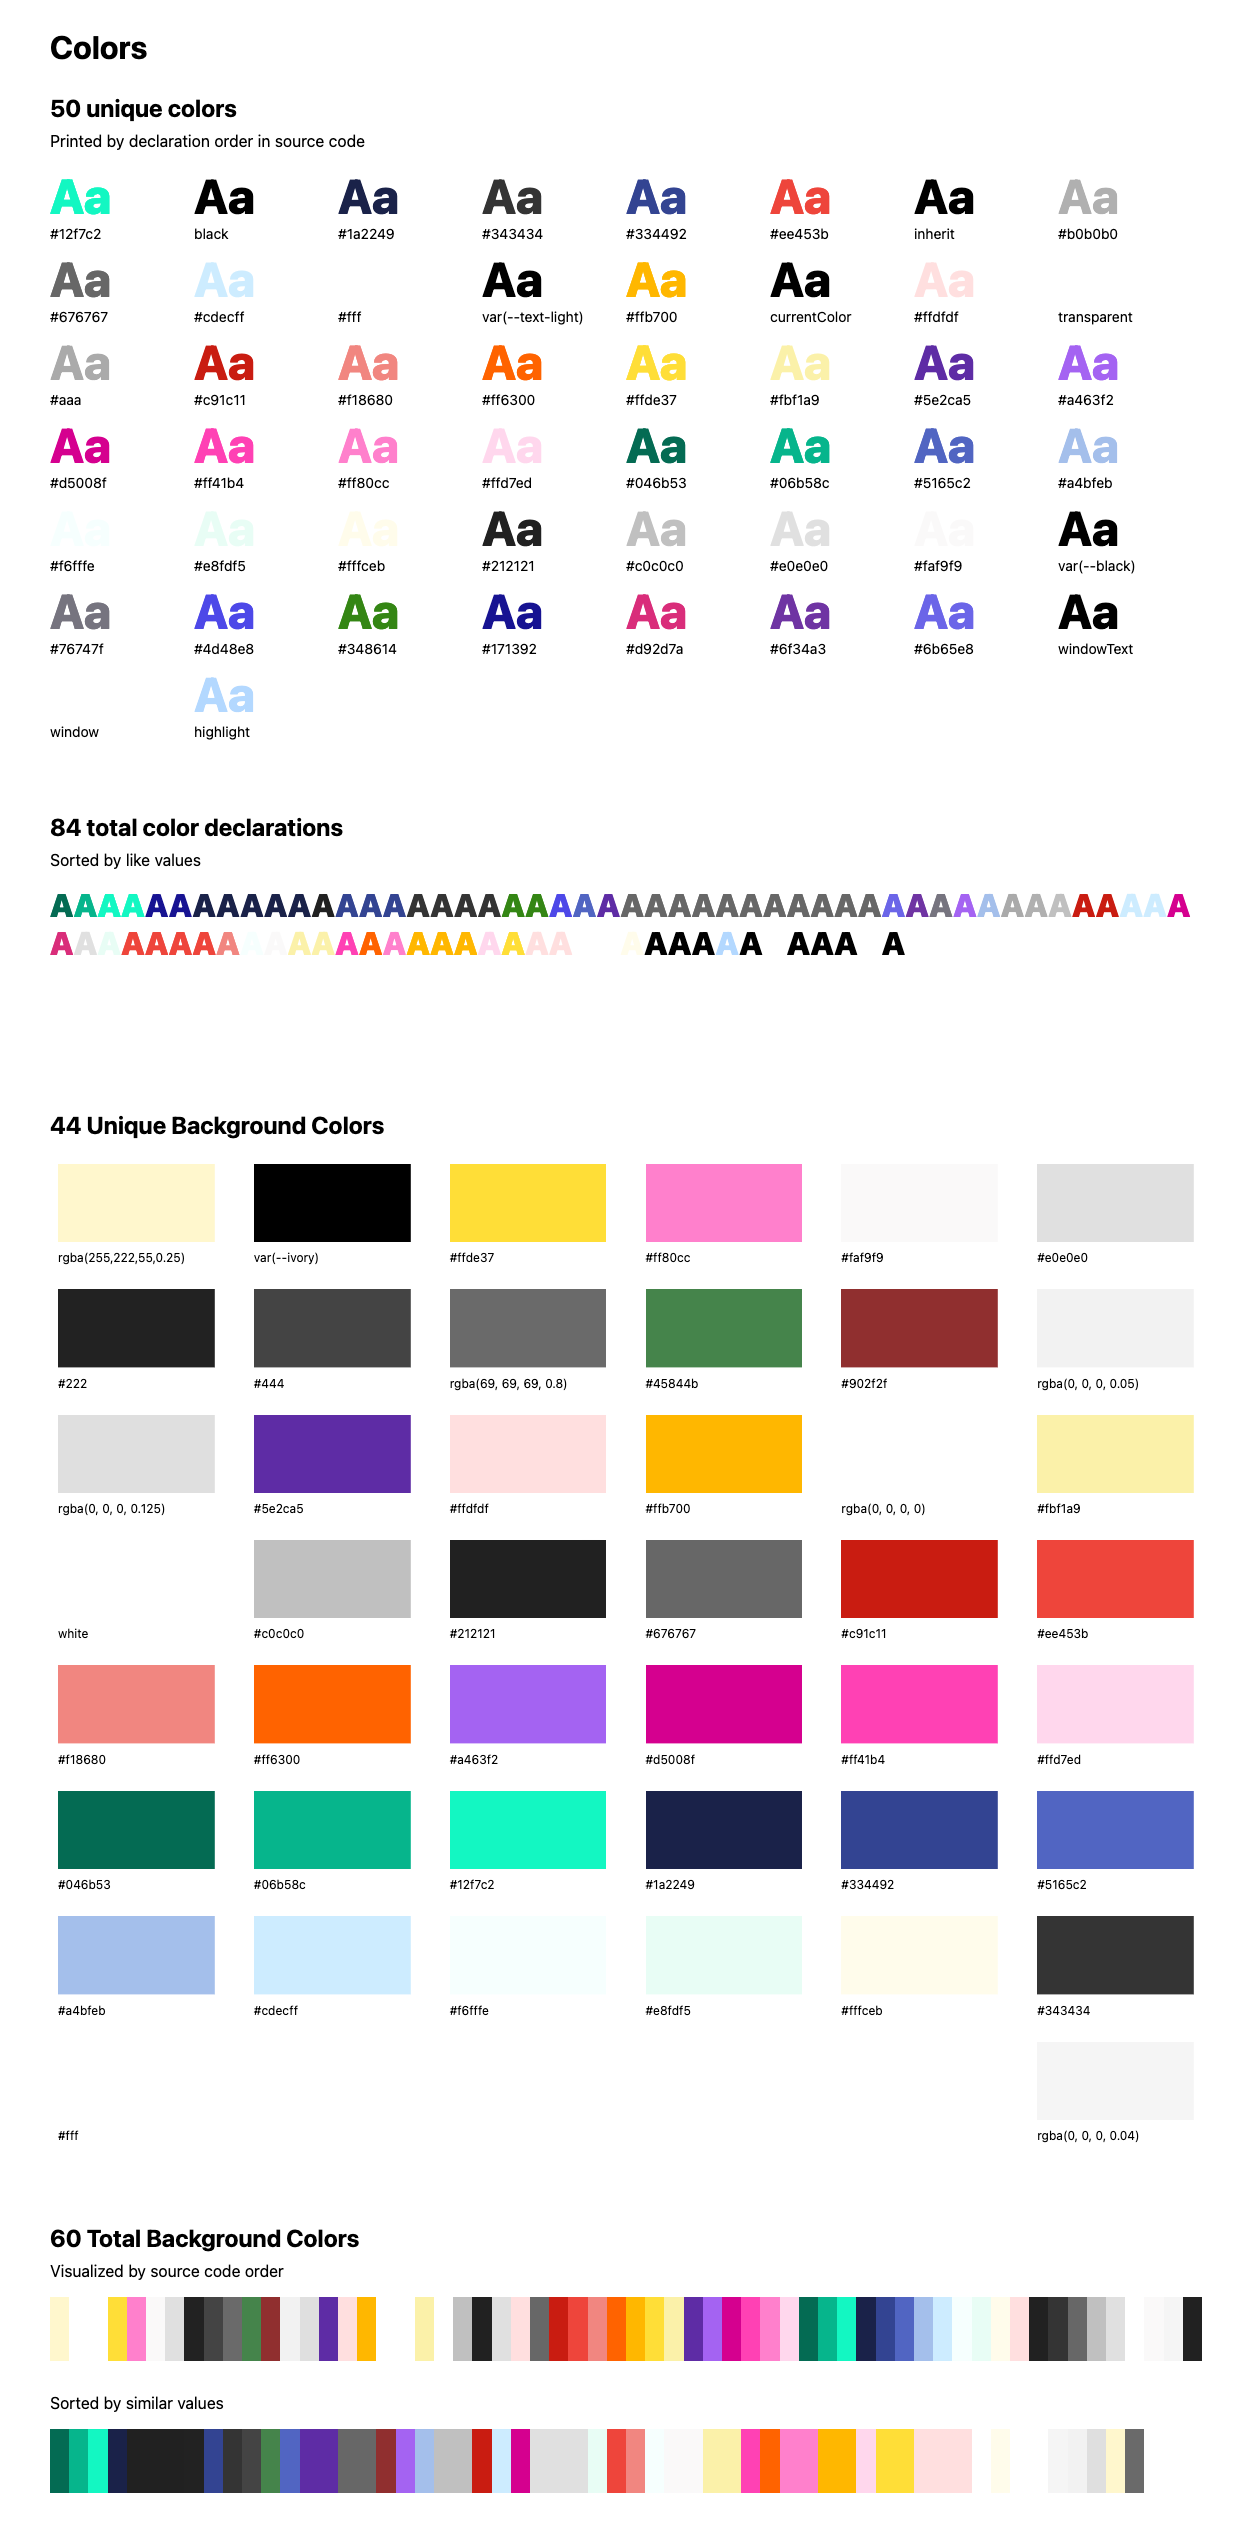 Colors
50 unique colors
Printed by declaration order in source code
Aa Aa Aa Aa Aa Aa Aa Aa
#12f7c2 black #1a2249 #343434 #334492 #ee453b inherit #b0b0b0
Aa Aa Aa Aa Aa Aa
#676767 #cdecff #fff var(--text-light) #ffb700 currentColor #ffdfdf transparent
Aa Aa Aa Aa Aa Aa Aa Aa
#aaa #c91c11 #f18680 #ff6300 #ffde37 #fbf1a9 #5e2ca5 #a463f2
Aa Aa Aa Aa Aa Aa Aa Aa
#d5008f #ff41b4 #ff80cc #ffd7ed #046b53 #06b58c #5165c2 #a4bfeb
Aa Aa Aa Aa Aa Aa Aa Aa
#f6fffe #e8fdf5 #fffceb #212121 #c0c0c0 #e0e0e0 #faf9f9 var(--black)
Aa Aa Aa Aa Aa Aa Aa Aa
#76747f #4d48e8 #348614 #171392 #d92d7a #6f34a3 #6b65e8 windowText
Aa
window highlight
84 total color declarations
Sorted by like values
AAAAAAAAAAAAAAAAAAAAAAAAAAAAAAAAAAAAAAAAAAAAAAAA
AAAAAAAAAAAAAAAAAAAAAA AAAAAA AAA A
44 Unique Background Colors
rgba(255,222,55,0.25) var(--ivory) #ffde37 #ff80cc #faf9f9 #e0e0e0
#222 #444 rgba(69, 69, 69, 0.8) #45844b #902f2f rgba(0, 0, 0, 0.05)
rgba(0, 0, 0, 0.125) #5e2ca5 #ffdfdf #ffb700 rgba(0, 0, 0, 0) #fbf1a9
white #c0c0c0 #212121 #676767 #c91c11 #ee453b
#f18680 #ff6300 #a463f2 #d5008f #ff41b4 #ffd7ed
#046b53 #06b58c #12f7c2 #1a2249 #334492 #5165c2
#a4bfeb #cdecff #f6fffe #e8fdf5 #fffceb #343434
#fff rgba(0, 0, 0, 0.04)
60 Total Background Colors
Visualized by source code order
Sorted by similar values